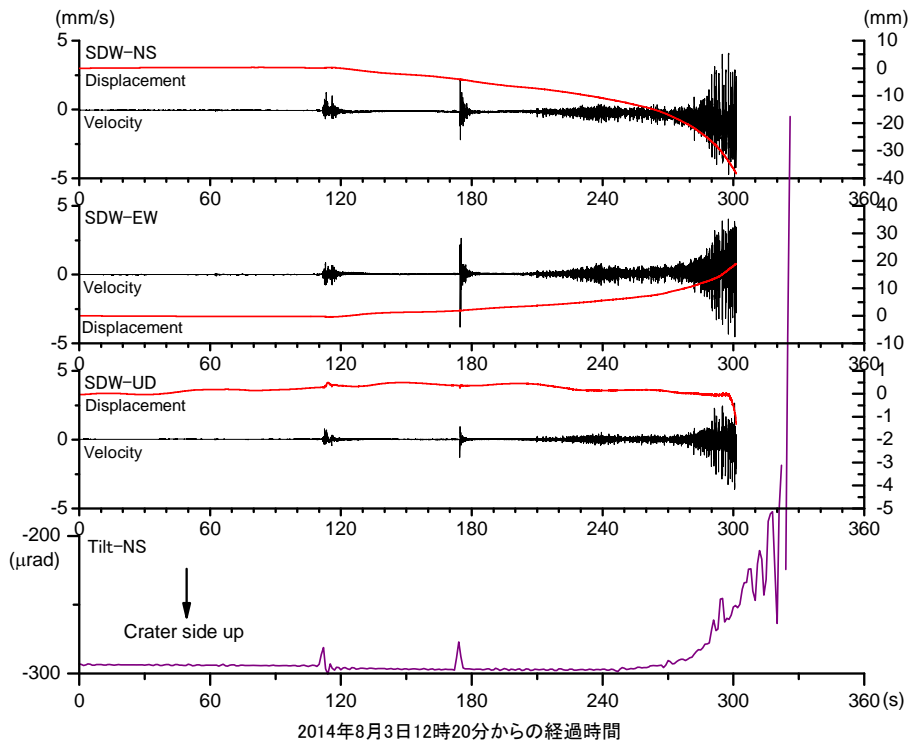 (mm/s) (mm)
5 SDW-NS 10
Displacement 0
0 -10
Velocity -20
-30
-5 -40
0 60 120 180 240 300 360
5 SDW-EW 40
30
0 20
10
Displacement 0
-5 -10
0 60 120 180 240 300 360
5 SDW-UD 1
Displacement 0
-1
0 -2
Velocity -3
-4
-5 -5
0 60 120 180 240 300 360
-200
(μrad) Tilt-NS
Crater side up
-300
0 60 120 180 240 300 360 (s)
2014年8月3日12時20分からの経過時間